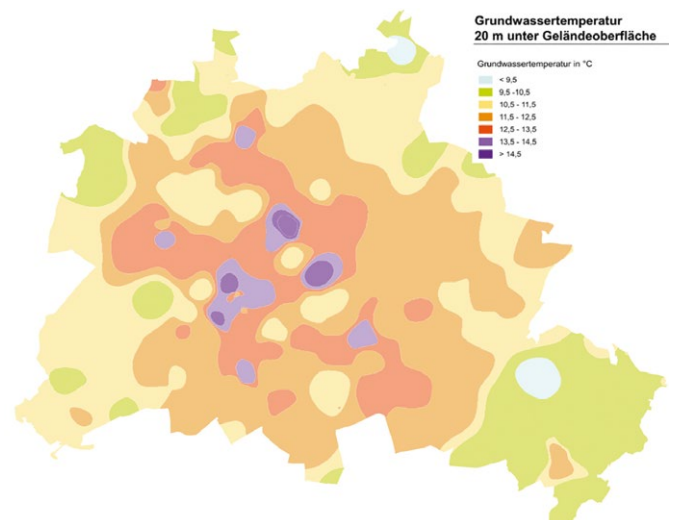 Grundwassertemperatur
20 m unter Geländeoberfläche
Grundwassertemperatur in °C
< 9,5
9,5 -10,5
10,5 - 11,5
11,5 - 12,5
12,5 - 13,5
13,5 - 14,5
> 14,5